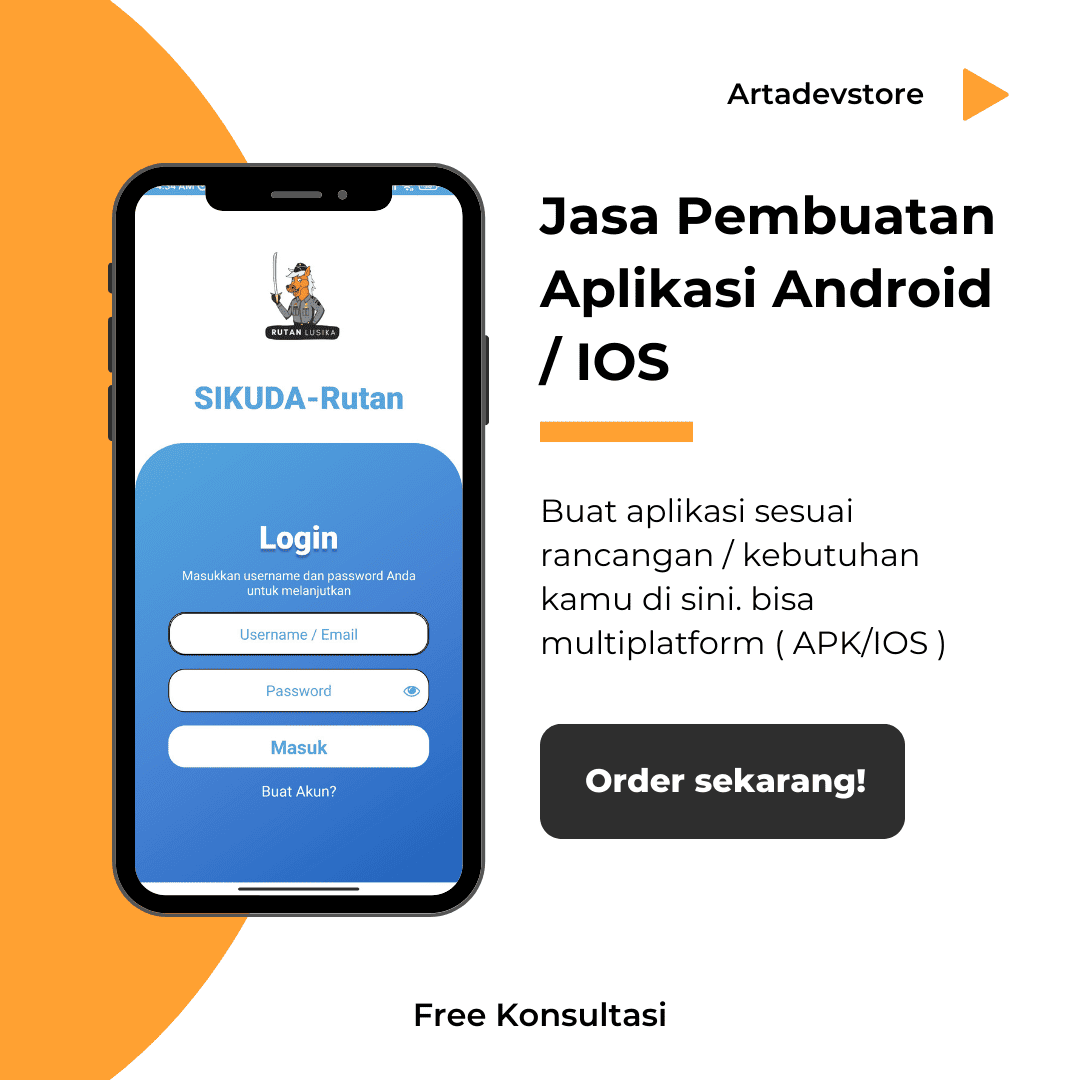 Artadevstore
Jasa Pembuatan
Aplikasi Android
/ IOS
Buat aplikasi sesuai
rancangan / kebutuhan
kamu di sini. bisa
multiplatform ( APK/IOS )
Order sekarang!
RUTAN LUSIKA
SIKUDA-Rutan
Login
Masukkan username dan password Anda
untuk melanjutkan
Username / Email
Password
Masuk
Buat Akun?
Free Konsultasi